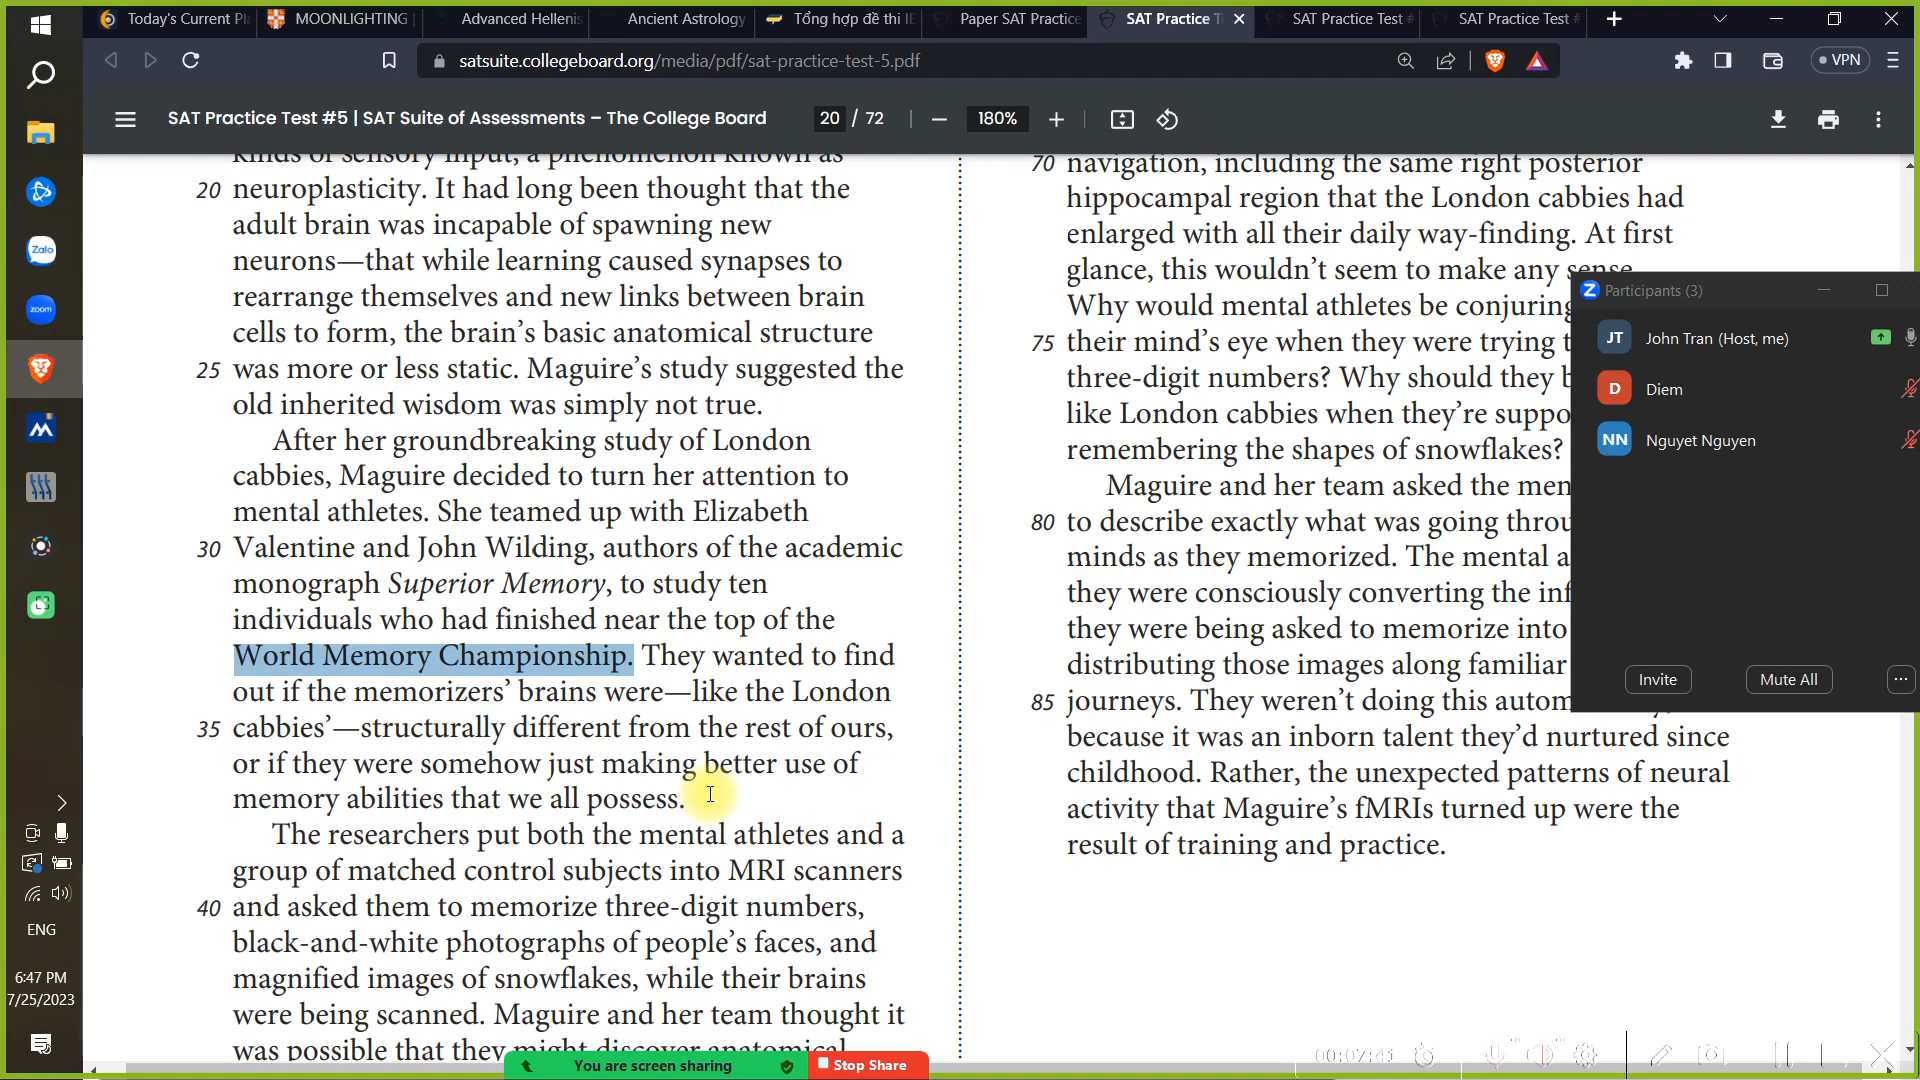 Today's Current Pl
MOONLIGHTING
Advanced Hellenis
Ancient Astrology
Tổng hợp đề thi IE
Paper SAT Practice
SAT Practice T
SAT Practice Test #
SAT Practice Test #
satsuite.collegeboard.org/media/pdf/sat-practice-test-5.pdf
VPN
SAT Practice Test #5 | SAT Suite of Assessments – The College Board
20 / 72
180%
kinds of sensory input, a phenomenon known as
20 neuroplasticity. It had long been thought that the
adult brain was incapable of spawning new
neurons—that while learning caused synapses to
rearrange themselves and new links between brain
cells to form, the brain's basic anatomical structure
25 was more or less static. Maguire's study suggested the
old inherited wisdom was simply not true.
After her groundbreaking study of London
cabbies, Maguire decided to turn her attention to
mental athletes. She teamed up with Elizabeth
30 Valentine and John Wilding, authors of the academic
monograph Superior Memory, to study ten
individuals who had finished near the top of the
World Memory Championship. They wanted to find
out if the memorizers' brains were—like the London
35 cabbies'—structurally different from the rest of ours,
or if they were somehow just making better use of
memory abilities that we all possess.
The researchers put both the mental athletes and a
group of matched control subjects into MRI scanners
40 and asked them to memorize three-digit numbers,
black-and-white photographs of people's faces, and
magnified images of snowflakes, while their brains
were being scanned. Maguire and her team thought it
was possible that they might discover anatomical
70 navigation, including the same right posterior
hippocampal region that the London cabbies had
enlarged with all their daily way-finding. At first
glance, this wouldn't seem to make any sense.
Why would mental athletes be conjuring
75 their mind's eye when they were trying t
three-digit numbers? Why should they b
like London cabbies when they're suppo
remembering the shapes of snowflakes?
Maguire and her team asked the men
80 to describe exactly what was going throu
minds as they memorized. The mental a
they were consciously converting the inf
they were being asked to memorize into
distributing those images along familiar
85 journeys. They weren't doing this autom
because it was an inborn talent they'd nurtured since
childhood. Rather, the unexpected patterns of neural
activity that Maguire's fMRIs turned up were the
result of training and practice.
Participants (3)
JT John Tran (Host, me)
D Diem
NN Nguyet Nguyen
Invite
Mute All
Zalo
zoom
ENG
6:47 PM
7/25/2023
You are screen sharing
Stop Share
00:07:41